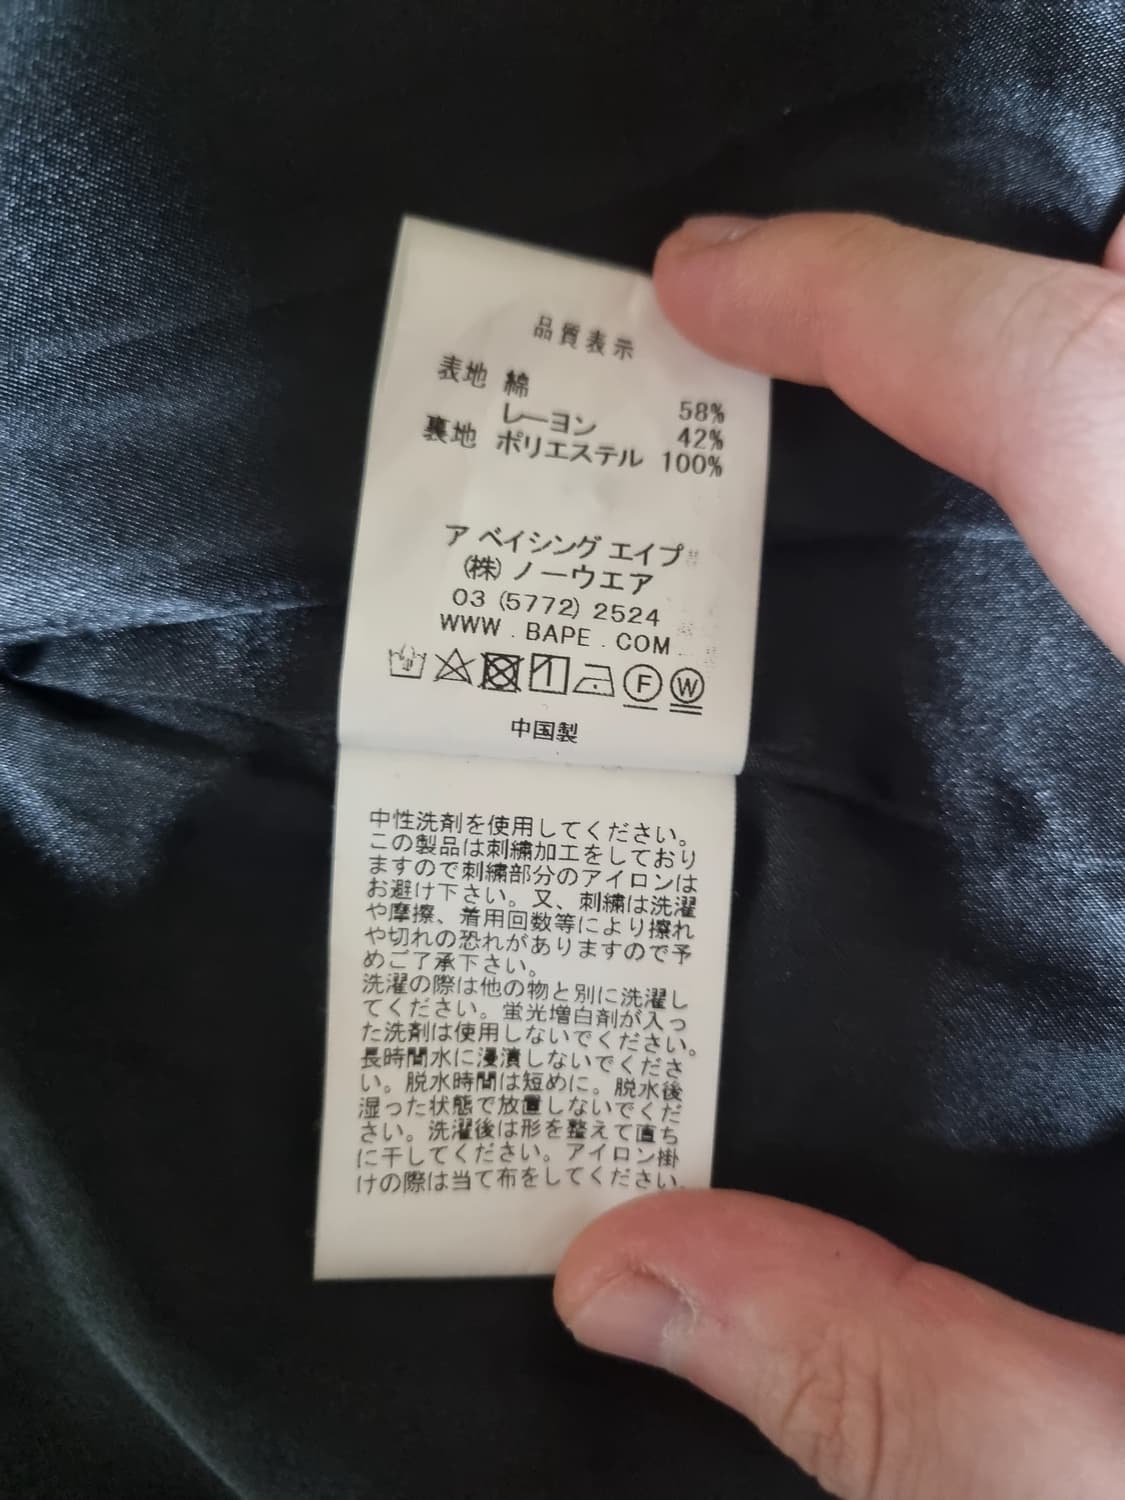 品質表示
表地 綿 58%
レーヨン 42%
裏地 ポリエステル 100%
ア ベイシング エイプ
(株) ノーウエア
03 (5772) 2524
WWW . BAPE . COM
F W
中国製
中性洗剤を使用してください。
この製品は刺繍加工をしており
ますので刺繍部分のアイロンは
お避け下さい。又、刺繍は洗濯
や摩擦、着用回数等により擦れ
や切れの恐れがありますので予
めご了承下さい。
洗濯の際は他の物と別に洗濯し
てください。蛍光増白剤が入っ
た洗剤は使用しないでください。
長時間水に浸漬しないでくださ
い。脱水時間は短めに。脱水後
湿った状態で放置しないでくだ
さい。洗濯後は形を整えて直ち
に干してください。アイロン掛
けの際は当て布をしてください。